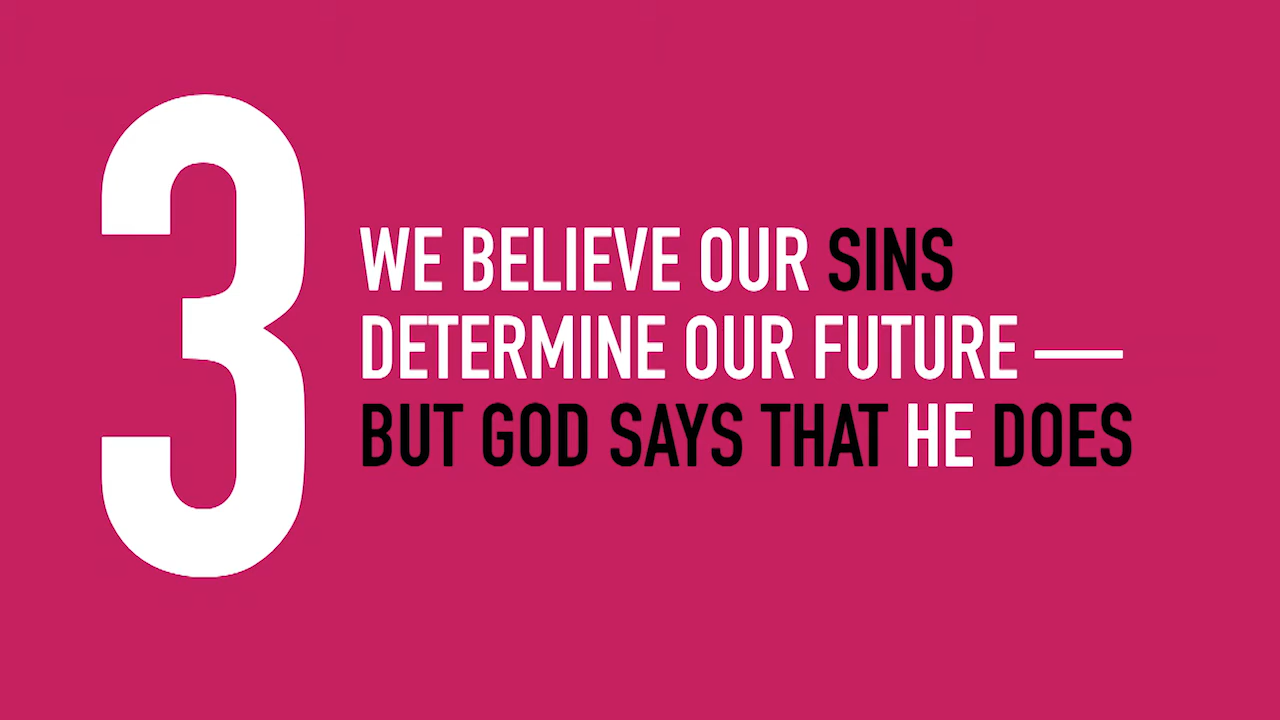 3
WE BELIEVE OUR SINS
DETERMINE OUR FUTURE —
BUT GOD SAYS THAT HE DOES